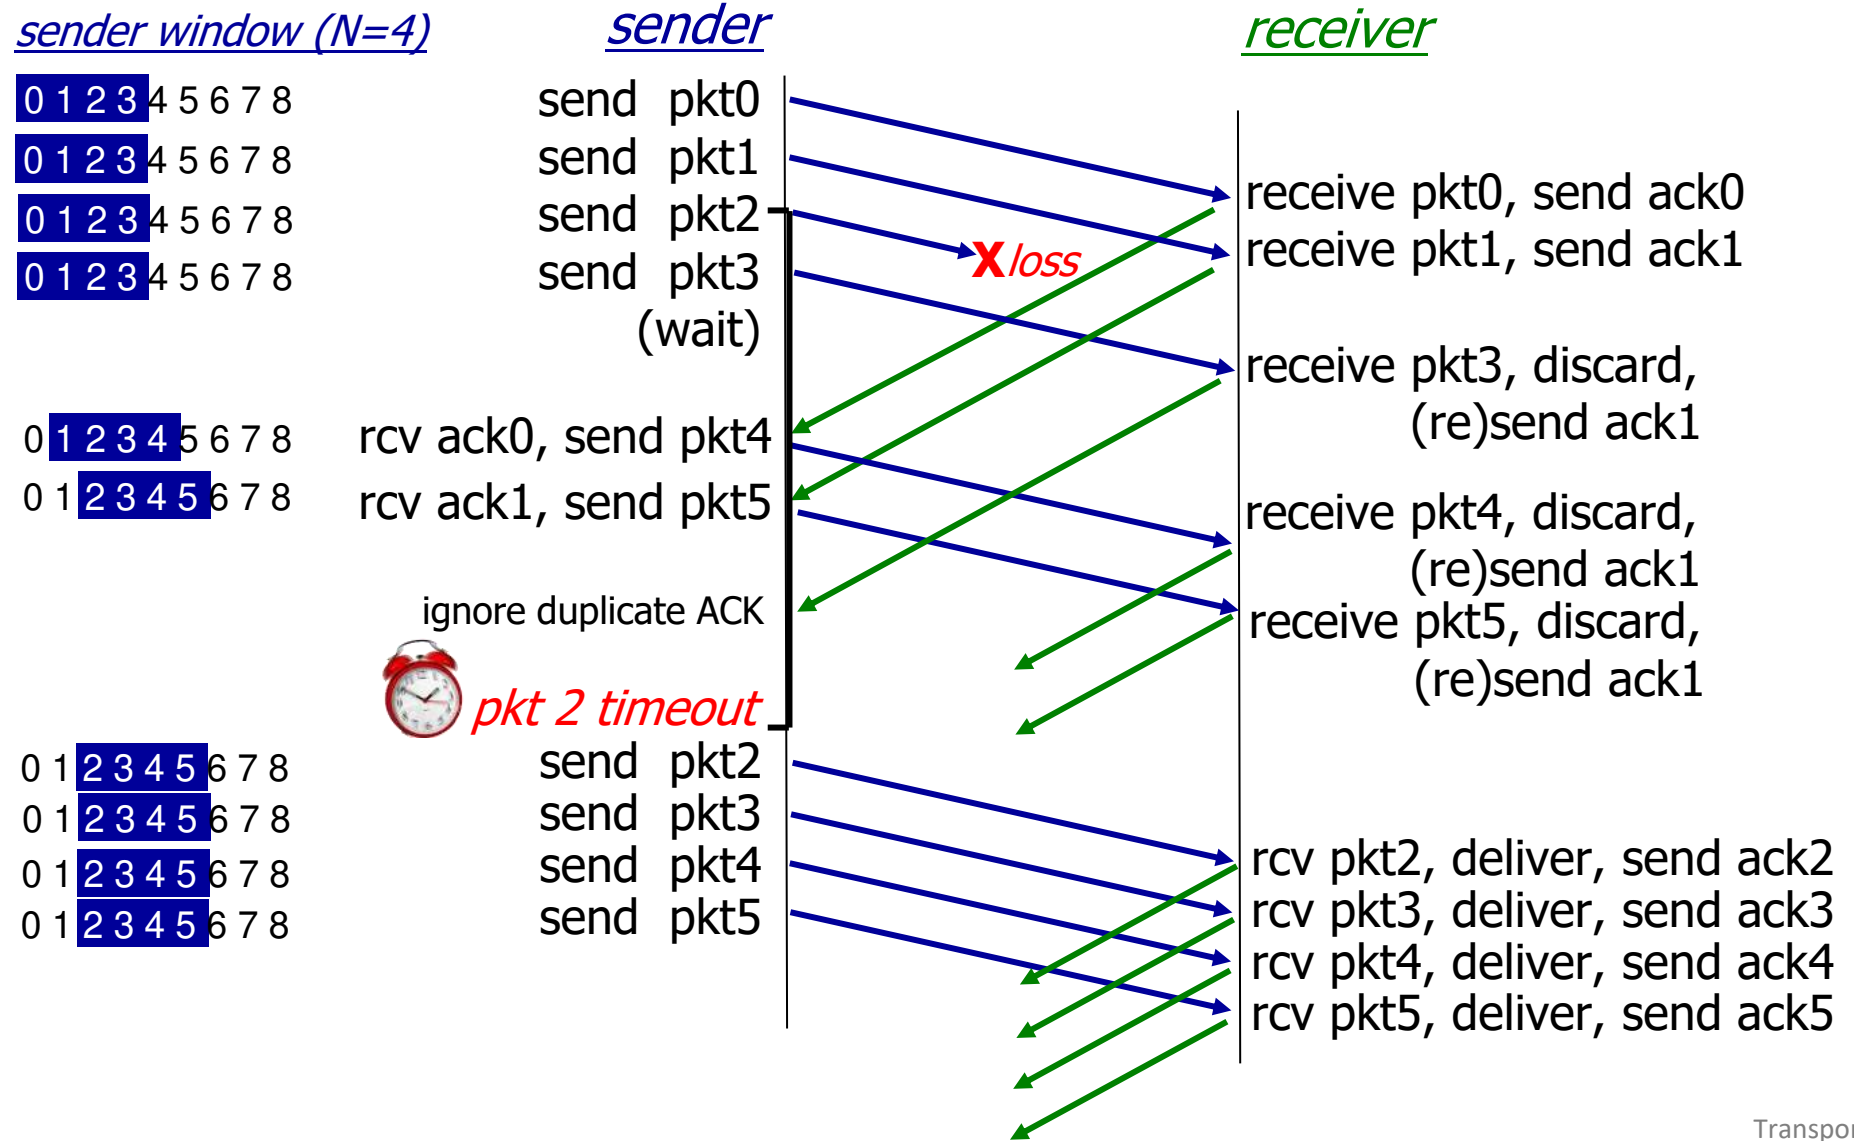 sender window (N=4) sender receiver
0 1 2 3 4 5 6 7 8 send pkt0
0 1 2 3 4 5 6 7 8 send pkt1
receive pkt0, send ack0
0 1 2 3 4 5 6 7 8 send pkt2
receive pkt1, send ack1
X loss
0 1 2 3 4 5 6 7 8 send pkt3
(wait)
receive pkt3, discard,
(re)send ack1
0 1 2 3 4 5 6 7 8 rcv ack0, send pkt4
0 1 2 3 4 5 6 7 8 rcv ack1, send pkt5
receive pkt4, discard,
(re)send ack1
ignore duplicate ACK
receive pkt5, discard,
(re)send ack1
pkt 2 timeout
0 1 2 3 4 5 6 7 8 send pkt2
0 1 2 3 4 5 6 7 8 send pkt3
0 1 2 3 4 5 6 7 8 send pkt4
0 1 2 3 4 5 6 7 8 send pkt5
rcv pkt2, deliver, send ack2
rcv pkt3, deliver, send ack3
rcv pkt4, deliver, send ack4
rcv pkt5, deliver, send ack5
Transpor